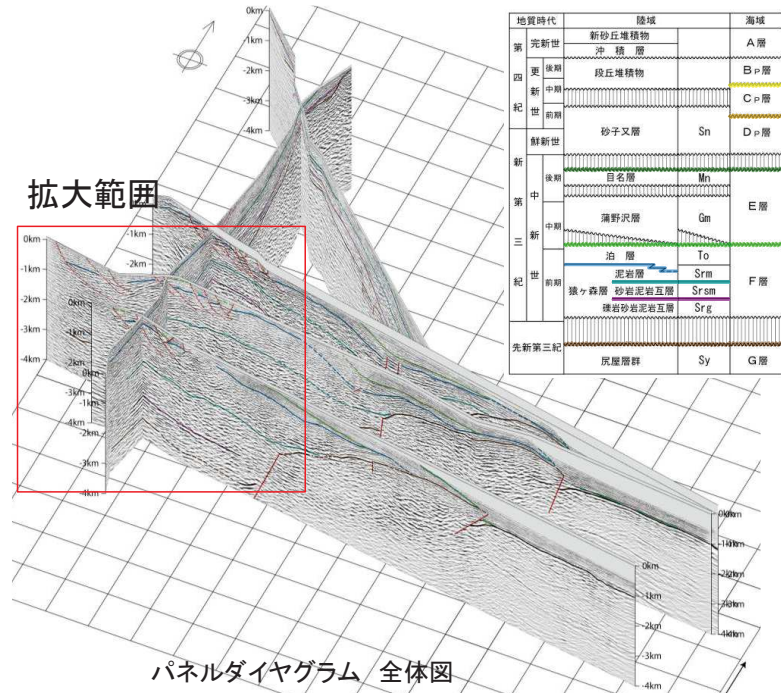 0km
-1km
-2km
-3km
-4km
0km
-1km
-2km
-3km
-4km
拡大範囲
0km
-1km
-2km
0km
-1km
-2km
-3km
-4km
0km
-1km
-2km
0km
-1km
-3km
-4km
-2km
-3km
-4km
0km
-1km
-2km
-3km
-4km
0km
-1km
-2km
-3km
-4km
パネルダイヤグラム 全体図
地質時代 陸域 海域
第四紀 完新世 新砂丘堆積物 A層
沖積層
更新世 後期 段丘堆積物 BP層
中期 CP層
前期 砂子又層 Sn DP層
新第三紀 鮮新世
中新世 後期 目名層 Mn E層
中期 蒲野沢層 Gm
前期 泊層 To F層
猿ヶ森層 泥岩層 Srm
砂岩泥岩互層 Srsm
礫岩砂岩泥岩互層 Srg
先新第三紀 尻屋層群 Sy G層